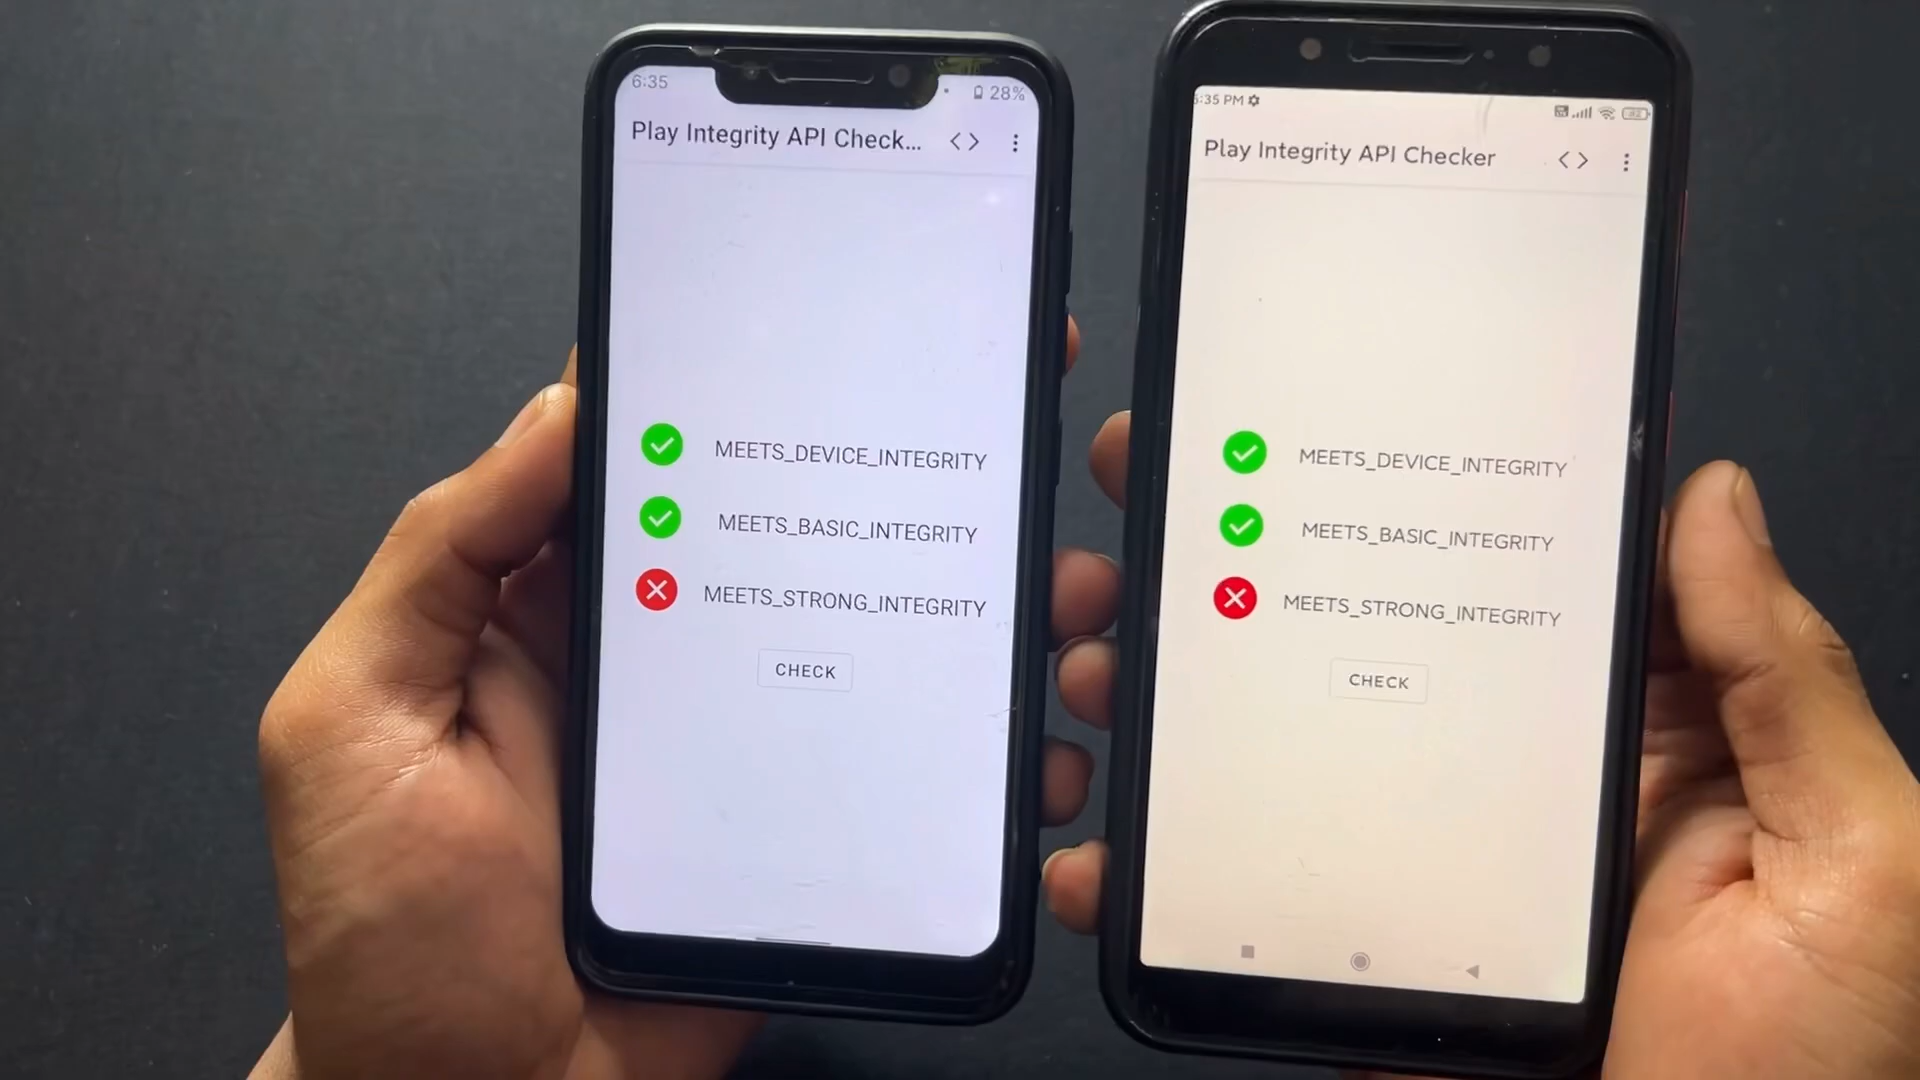 6:35
28%
Play Integrity API Check...
MEETS_DEVICE_INTEGRITY
MEETS_BASIC_INTEGRITY
MEETS_STRONG_INTEGRITY
CHECK
:35 PM
Play Integrity API Checker
MEETS_DEVICE_INTEGRITY
MEETS_BASIC_INTEGRITY
MEETS_STRONG_INTEGRITY
CHECK